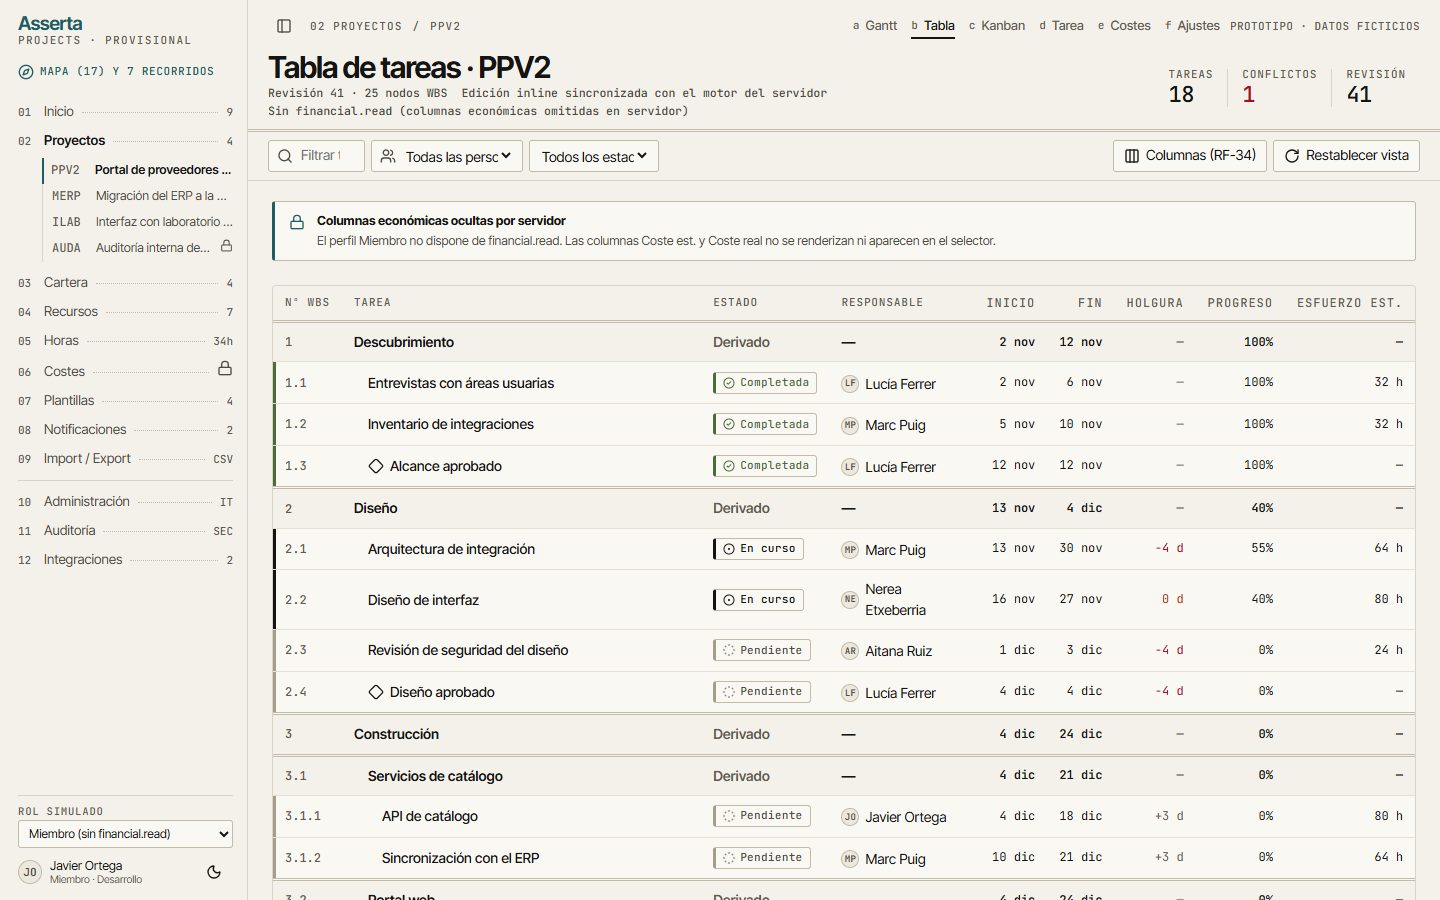 Asserta
PROJECTS · PROVISIONAL
MAPA (17) Y 7 RECORRIDOS
01 Inicio 9
02 Proyectos 4
PPV2 Portal de proveedores ...
MERP Migración del ERP a la ...
ILAB Interfaz con laboratorio ...
AUDA Auditoría interna de...
03 Cartera 4
04 Recursos 7
05 Horas 34h
06 Costes
07 Plantillas 4
08 Notificaciones 2
09 Import / Export CSV
10 Administración IT
11 Auditoría SEC
12 Integraciones 2
ROL SIMULADO
Miembro (sin financial.read)
JO Javier Ortega
Miembro · Desarrollo
02 PROYECTOS / PPV2
a Gantt b Tabla c Kanban d Tarea e Costes f Ajustes PROTOTIPO · DATOS FICTICIOS
Tabla de tareas · PPV2
Revisión 41 · 25 nodos WBS Edición inline sincronizada con el motor del servidor
Sin financial.read (columnas económicas omitidas en servidor)
TAREAS CONFLICTOS REVISIÓN
18 1 41
Filtrar t Todas las persc Todos los estac Columnas (RF-34) Restablecer vista
Columnas económicas ocultas por servidor
El perfil Miembro no dispone de financial.read. Las columnas Coste est. y Coste real no se renderizan ni aparecen en el selector.
N° WBS TAREA ESTADO RESPONSABLE INICIO FIN HOLGURA PROGRESO ESFUERZO EST.
1 Descubrimiento Derivado — 2 nov 12 nov — 100% —
1.1 Entrevistas con áreas usuarias Completada LF Lucía Ferrer 2 nov 6 nov — 100% 32 h
1.2 Inventario de integraciones Completada MP Marc Puig 5 nov 10 nov — 100% 32 h
1.3 Alcance aprobado Completada LF Lucía Ferrer 12 nov 12 nov — 100% —
2 Diseño Derivado — 13 nov 4 dic — 40% —
2.1 Arquitectura de integración En curso MP Marc Puig 13 nov 30 nov -4 d 55% 64 h
2.2 Diseño de interfaz En curso NE Nerea Etxeberria 16 nov 27 nov 0 d 40% 80 h
2.3 Revisión de seguridad del diseño Pendiente AR Aitana Ruiz 1 dic 3 dic -4 d 0% 24 h
2.4 Diseño aprobado Pendiente LF Lucía Ferrer 4 dic 4 dic -4 d 0% —
3 Construcción Derivado — 4 dic 24 dic — 0% —
3.1 Servicios de catálogo Derivado — 4 dic 21 dic — 0% —
3.1.1 API de catálogo Pendiente JO Javier Ortega 4 dic 18 dic +3 d 0% 80 h
3.1.2 Sincronización con el ERP Pendiente MP Marc Puig 10 dic 21 dic +3 d 0% 64 h
3.2 Portal web Derivado — 4 dic 24 dic — 0% —